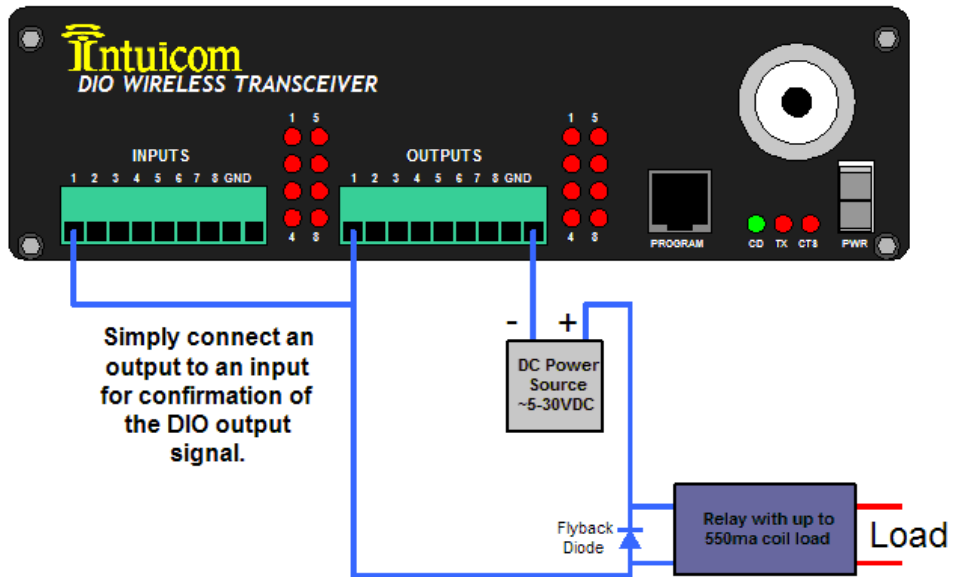 Intuicom
DIO WIRELESS TRANSCEIVER
1 5
1 5
INPUTS
OUTPUTS
1 2 3 4 5 6 7 8 GND
1 2 3 4 5 6 7 8 GND
4 8
4 8
PROGRAM
CD TX CTS
PWR
Simply connect an
output to an input
for confirmation of
the DIO output
signal.
- +
DC Power
Source
~5-30VDC
Flyback
Diode
Relay with up to
550ma coil load
Load